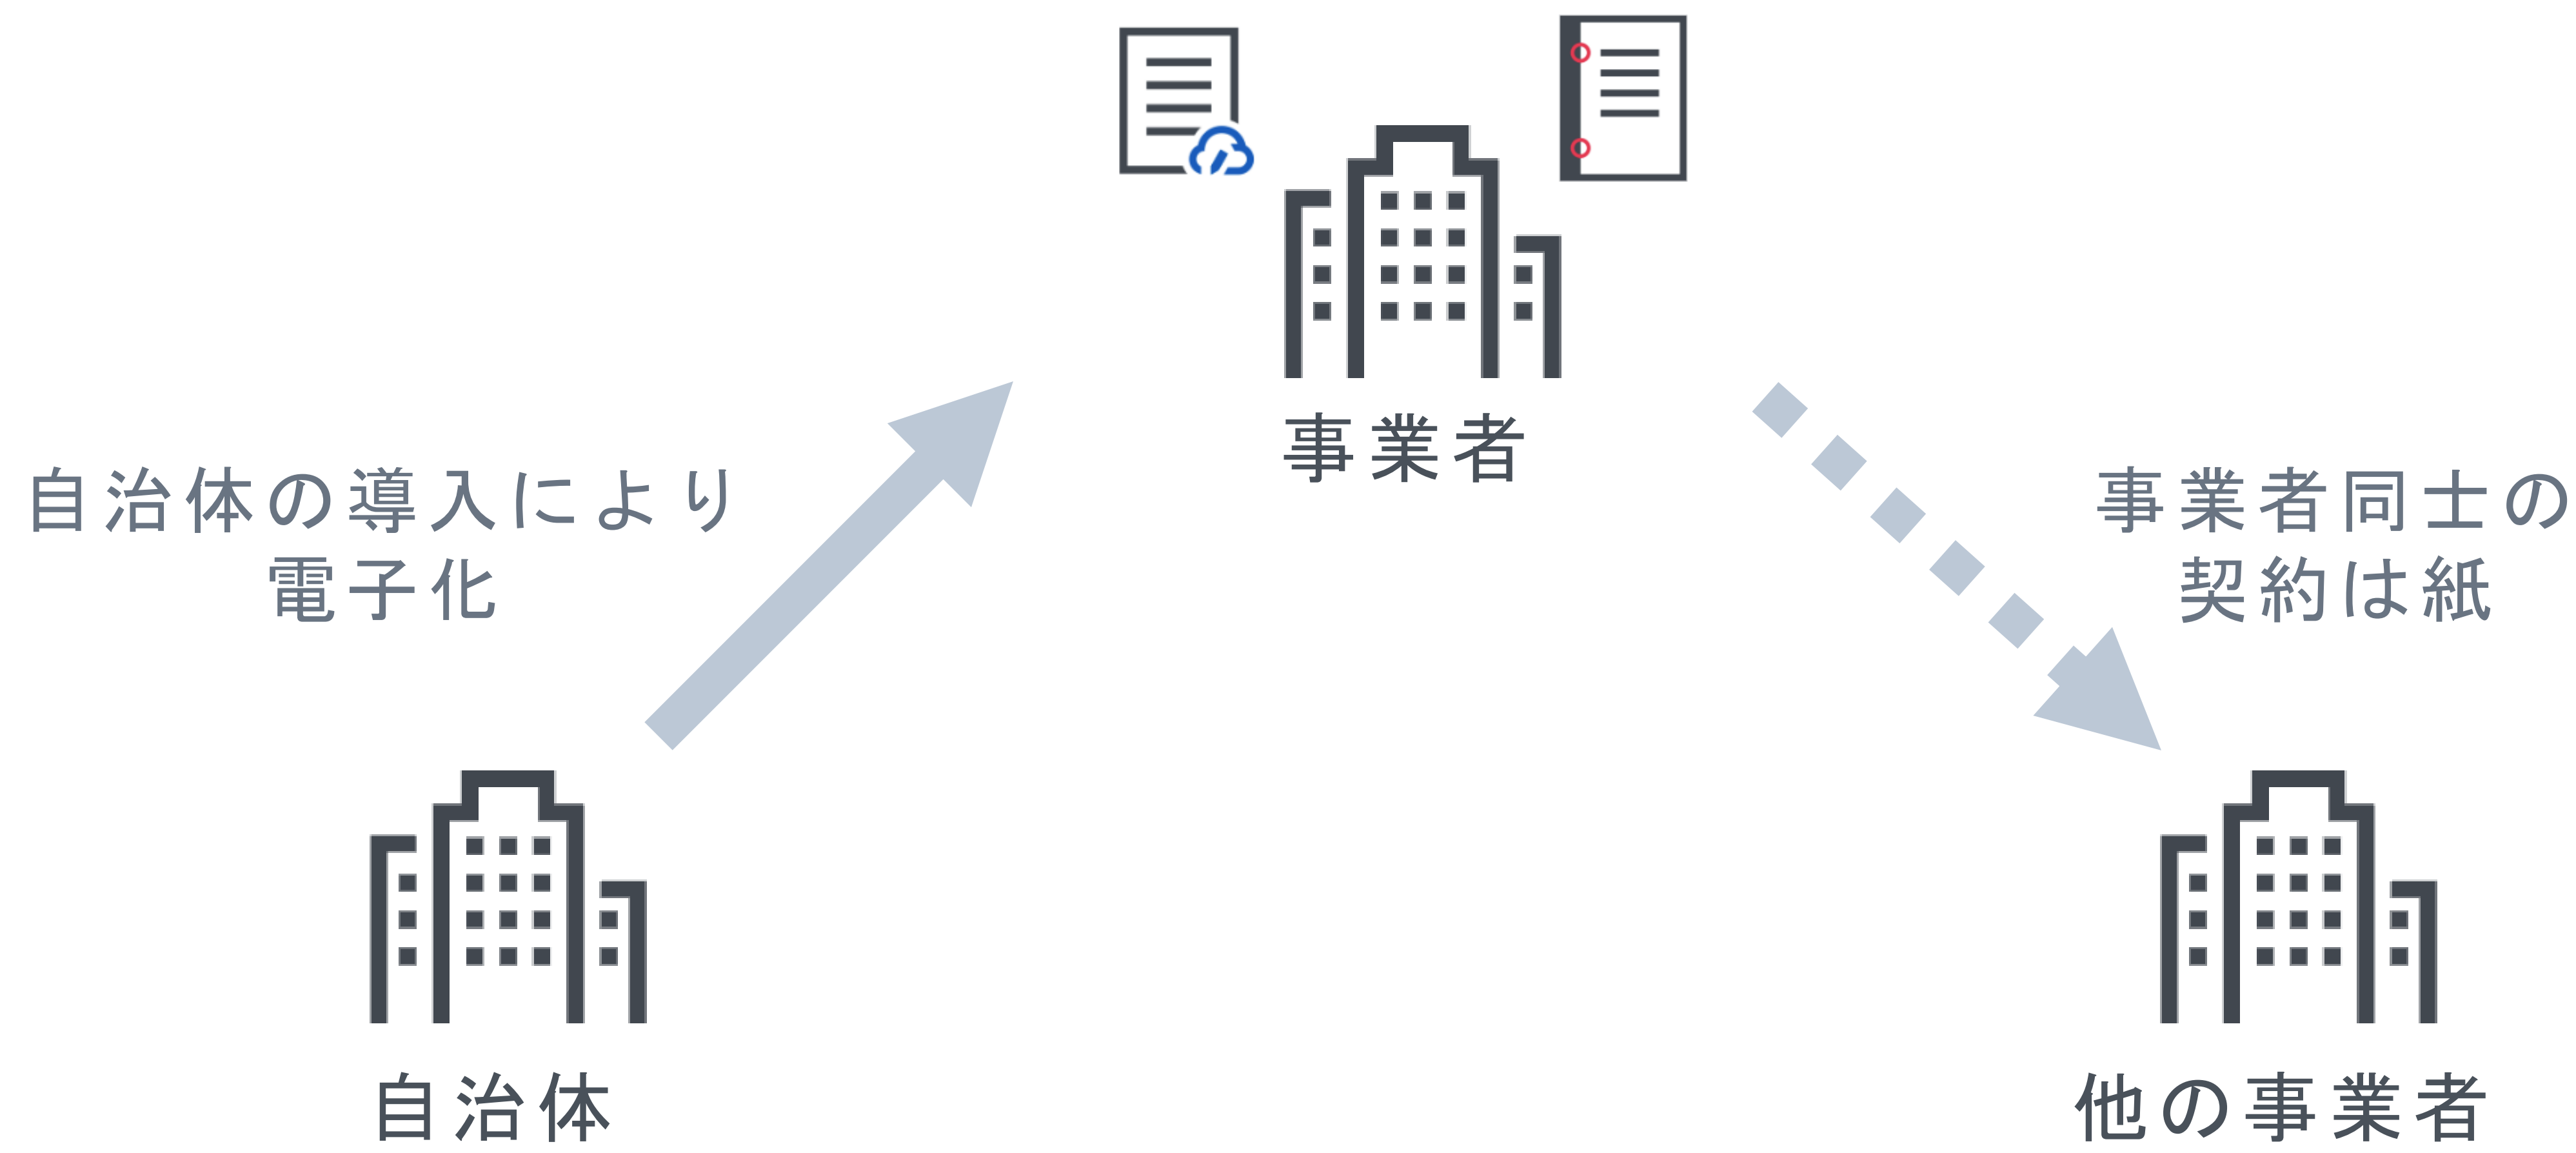 事業者
自治体の導入により
電子化
事業者同士の
契約は紙
自治体
他の事業者